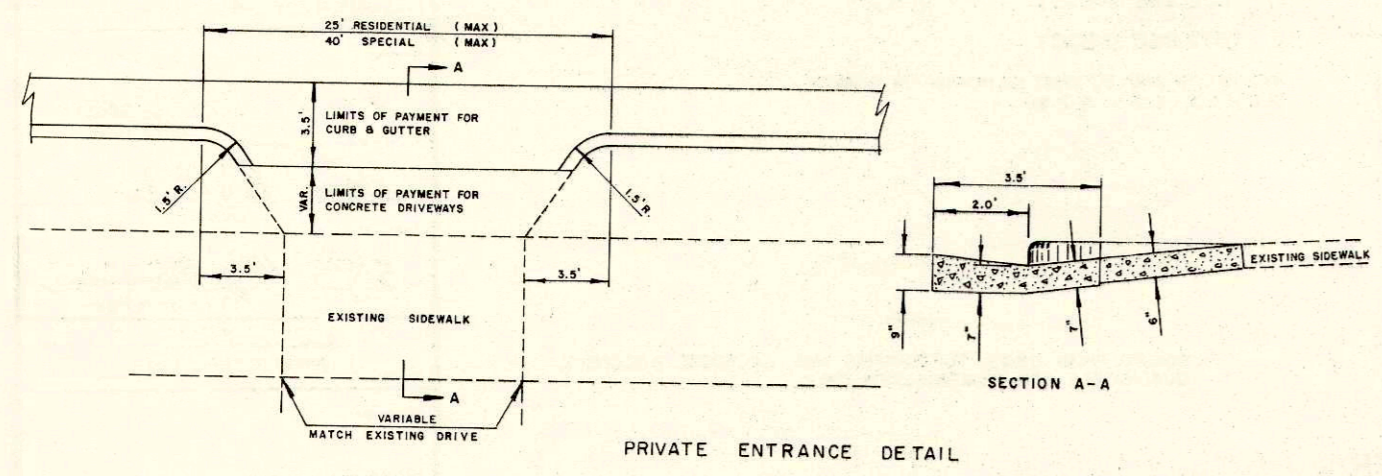 25' RESIDENTIAL (MAX)
40' SPECIAL (MAX)
A
3.5'
LIMITS OF PAYMENT FOR
CURB & GUTTER
1.5' R.
VAR.
LIMITS OF PAYMENT FOR
CONCRETE DRIVEWAYS
1.5' R.
3.5'
3.5'
EXISTING SIDEWALK
A
VARIABLE
MATCH EXISTING DRIVE
3.5'
2.0'
EXISTING SIDEWALK
9"
7"
7"
6"
SECTION A-A
PRIVATE ENTRANCE DETAIL